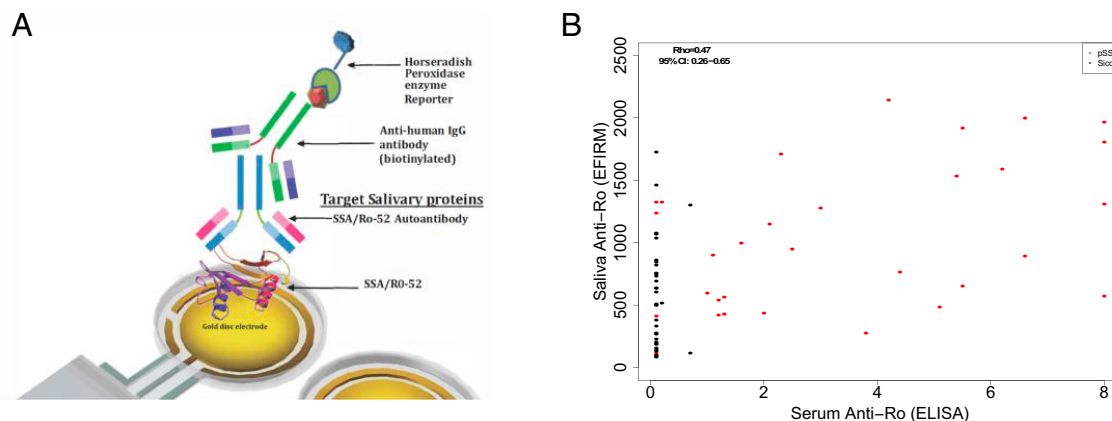 A
Horseradish
Peroxidase
enzyme
Reporter
Anti-human IgG
antibody
(biotinylated)
Target Salivary proteins
SSA/Ro-52 Autoantibody
SSA/R0-52
Gold disc electrode
B
Rho=0.47
95% CI: 0.26−0.65
pSS
Sicc
2500
2000
1500
1000
500
0
Saliva Anti−Ro (EFIRM)
0 2 4 6 8
Serum Anti−Ro (ELISA)